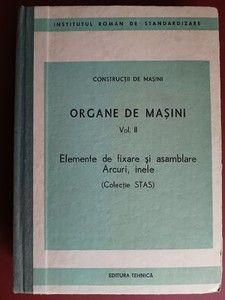 INSTITUTUL ROMAN DE STANDARDIZARE
CONSTRUCȚII DE MAȘINI
ORGANE DE MAȘINI
Vol. II
Elemente de fixare și asamblare
Arcuri, inele
(Colecție STAS)
EDITURA TEHNICĂ